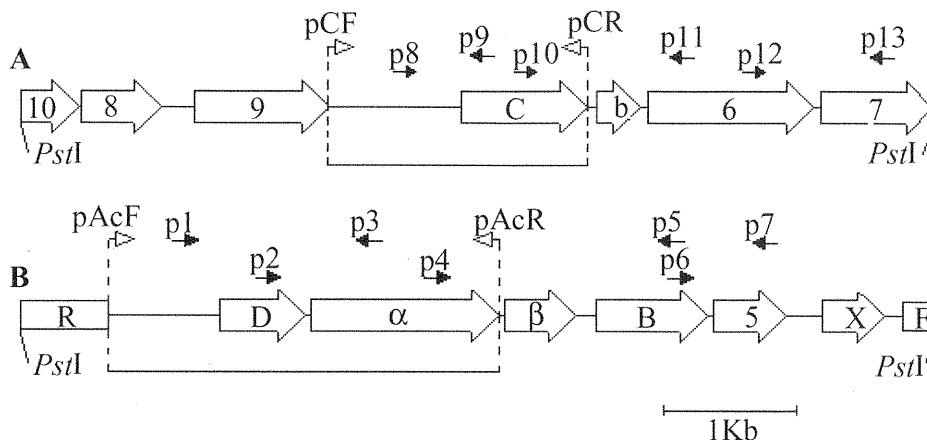 pCF pCR
p8 p9 p10 p11 p12 p13
A
10 8 9 C b 6 7
PstI PstI'
pAcF p1 p3 pAcR p5 p7
p2 p4 p6
B
R D α β B 5 X F
PstI PstI'
1Kb